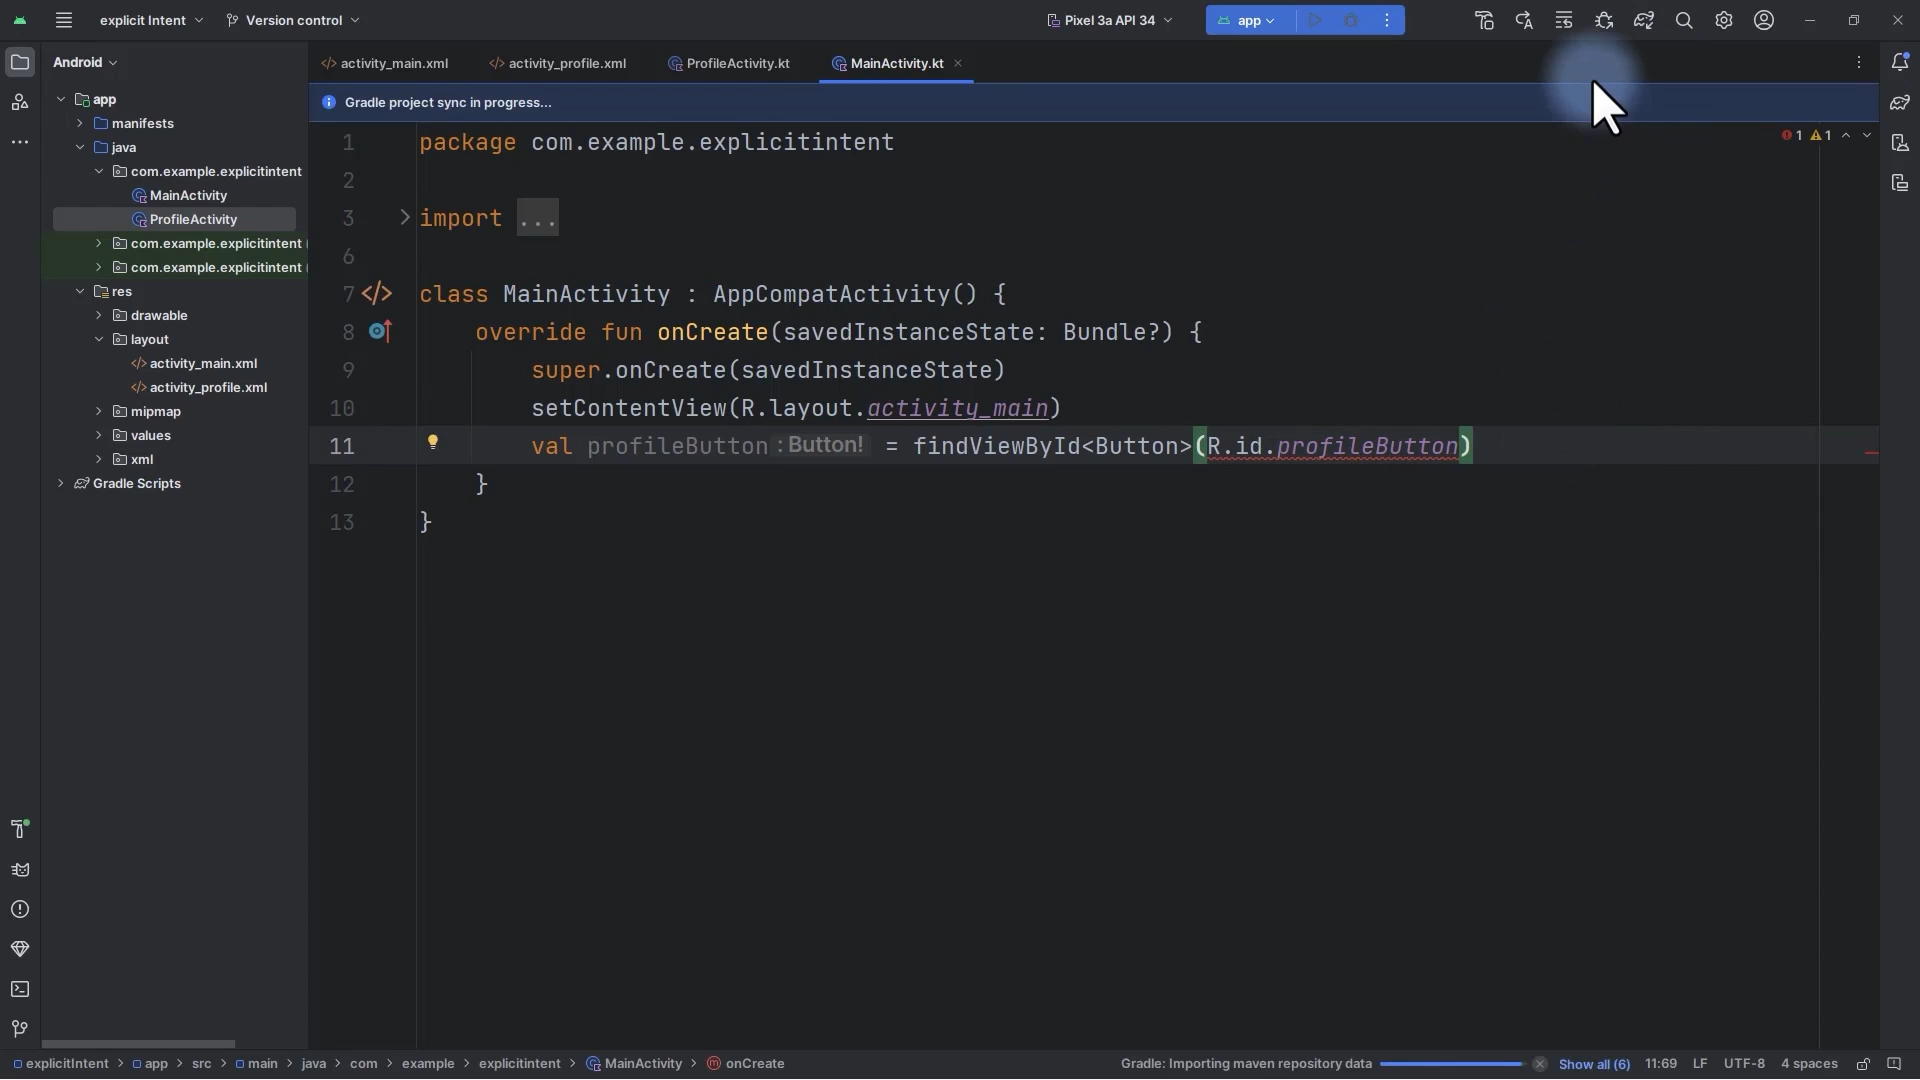 explicit Intent
Version control
Pixel 3a API 34
app
Android
activity_main.xml
activity_profile.xml
ProfileActivity.kt
MainActivity.kt
Gradle project sync in progress...
app
manifests
java
com.example.explicitintent
MainActivity
ProfileActivity
com.example.explicitintent
com.example.explicitintent
res
drawable
layout
activity_main.xml
activity_profile.xml
mipmap
values
xml
Gradle Scripts
1 1
1 package com.example.explicitintent
2
3 import ...
6
7 class MainActivity : AppCompatActivity() {
8 override fun onCreate(savedInstanceState: Bundle?) {
9 super.onCreate(savedInstanceState)
10 setContentView(R.layout.activity_main)
11 val profileButton : Button! = findViewById<Button>(R.id.profileButton)
12 }
13 }
explicitIntent > app > src > main > java > com > example > explicitintent > MainActivity > onCreate
Gradle: Importing maven repository data
Show all (6)
11:69 LF UTF-8 4 spaces